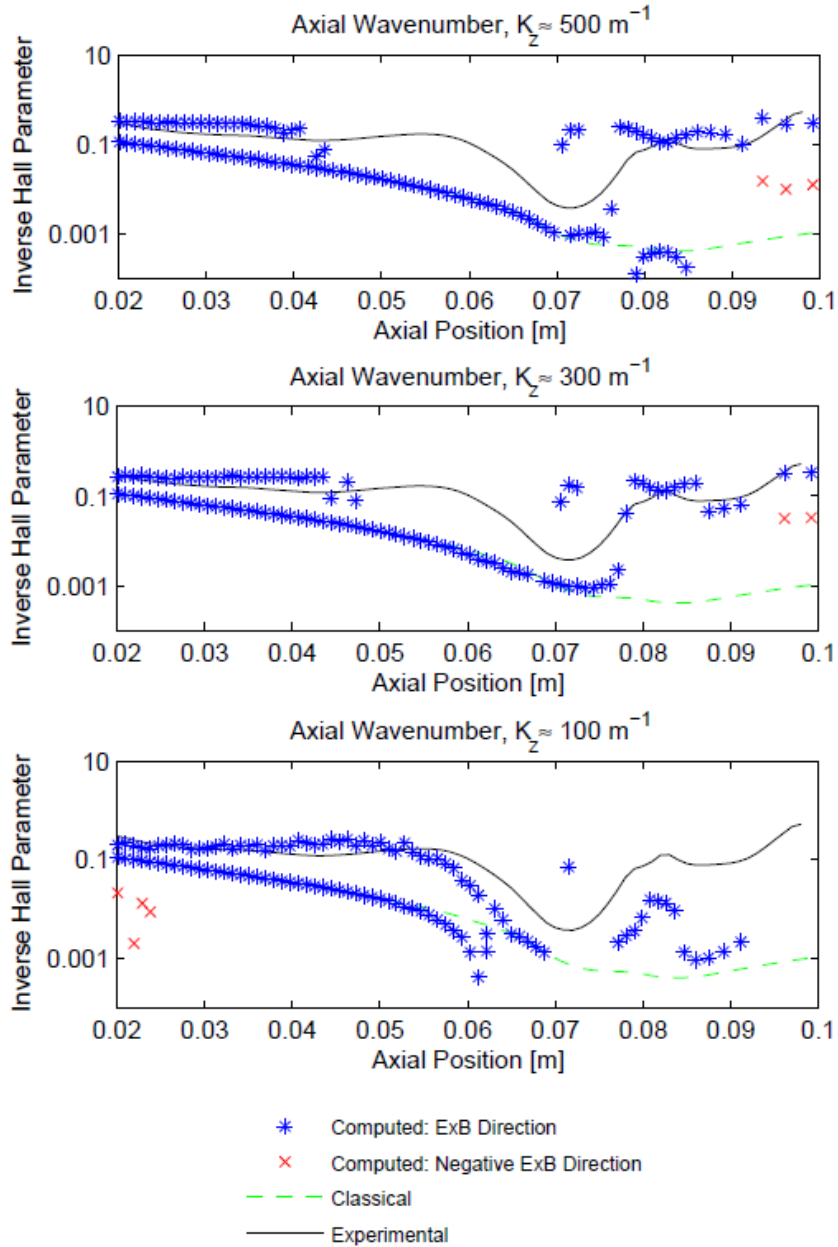 Axial Wavenumber, K_z≈ 500 m⁻¹
10
0.1
0.001
Inverse Hall Parameter
0.02 0.03 0.04 0.05 0.06 0.07 0.08 0.09 0.1
Axial Position [m]
Axial Wavenumber, K_z≈ 300 m⁻¹
10
0.1
0.001
Inverse Hall Parameter
0.02 0.03 0.04 0.05 0.06 0.07 0.08 0.09 0.1
Axial Position [m]
Axial Wavenumber, K_z≈ 100 m⁻¹
10
0.1
0.001
Inverse Hall Parameter
0.02 0.03 0.04 0.05 0.06 0.07 0.08 0.09 0.1
Axial Position [m]
Computed: ExB Direction
Computed: Negative ExB Direction
Classical
Experimental